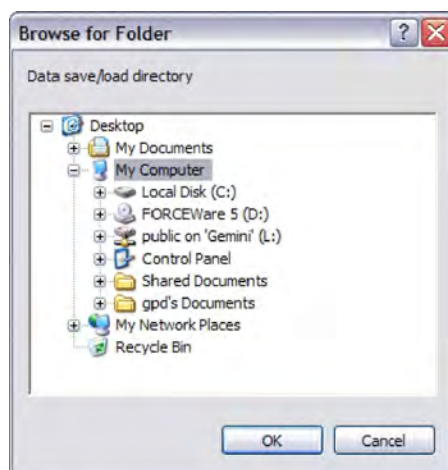 Browse for Folder
Data save/load directory
Desktop
My Documents
My Computer
Local Disk (C:)
FORCEWare 5 (D:)
public on 'Gemini' (L:)
Control Panel
Shared Documents
gpd's Documents
My Network Places
Recycle Bin
OK Cancel